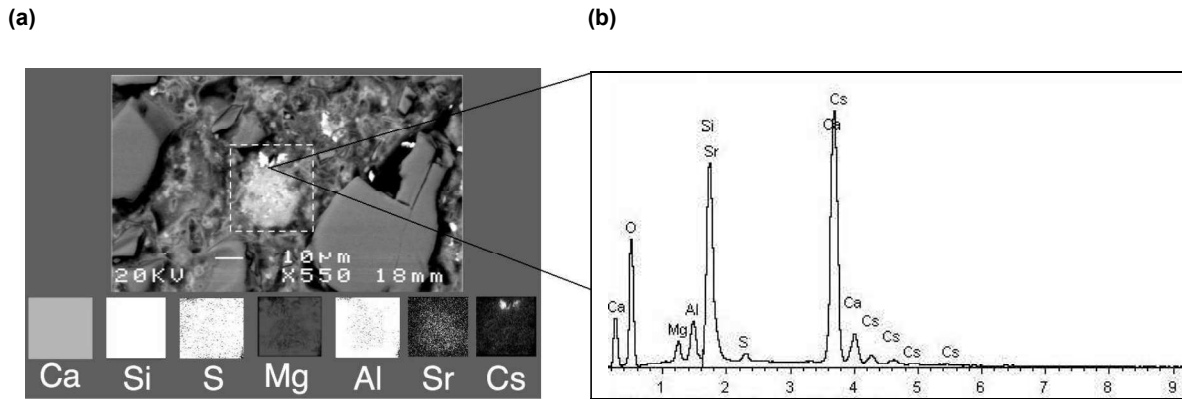 (a)
(b)
10μm
20KV X550 18mm
Ca Si S Mg Al Sr Cs
Cs
Si Ca
Sr
O
Ca Mg Al S Ca Cs Cs Cs Cs
1 2 3 4 5 6 7 8 9